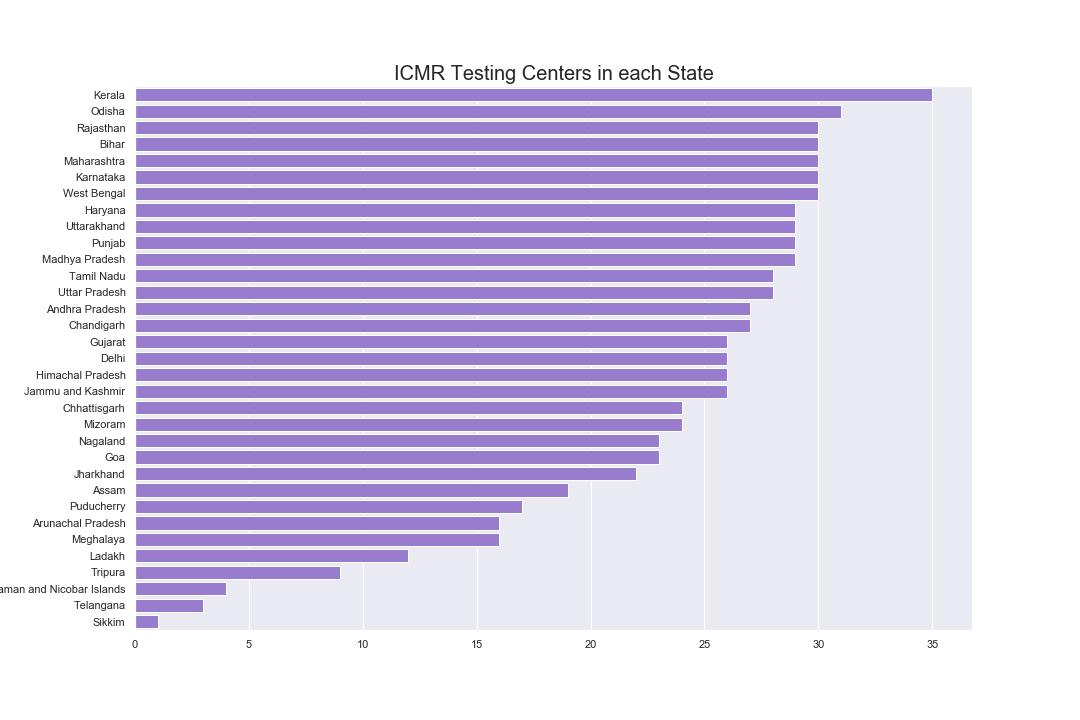 ICMR Testing Centers in each State
Kerala
Odisha
Rajasthan
Bihar
Maharashtra
Karnataka
West Bengal
Haryana
Uttarakhand
Punjab
Madhya Pradesh
Tamil Nadu
Uttar Pradesh
Andhra Pradesh
Chandigarh
Gujarat
Delhi
Himachal Pradesh
Jammu and Kashmir
Chhattisgarh
Mizoram
Nagaland
Goa
Jharkhand
Assam
Puducherry
Arunachal Pradesh
Meghalaya
Ladakh
Tripura
aman and Nicobar Islands
Telangana
Sikkim
0 5 10 15 20 25 30 35